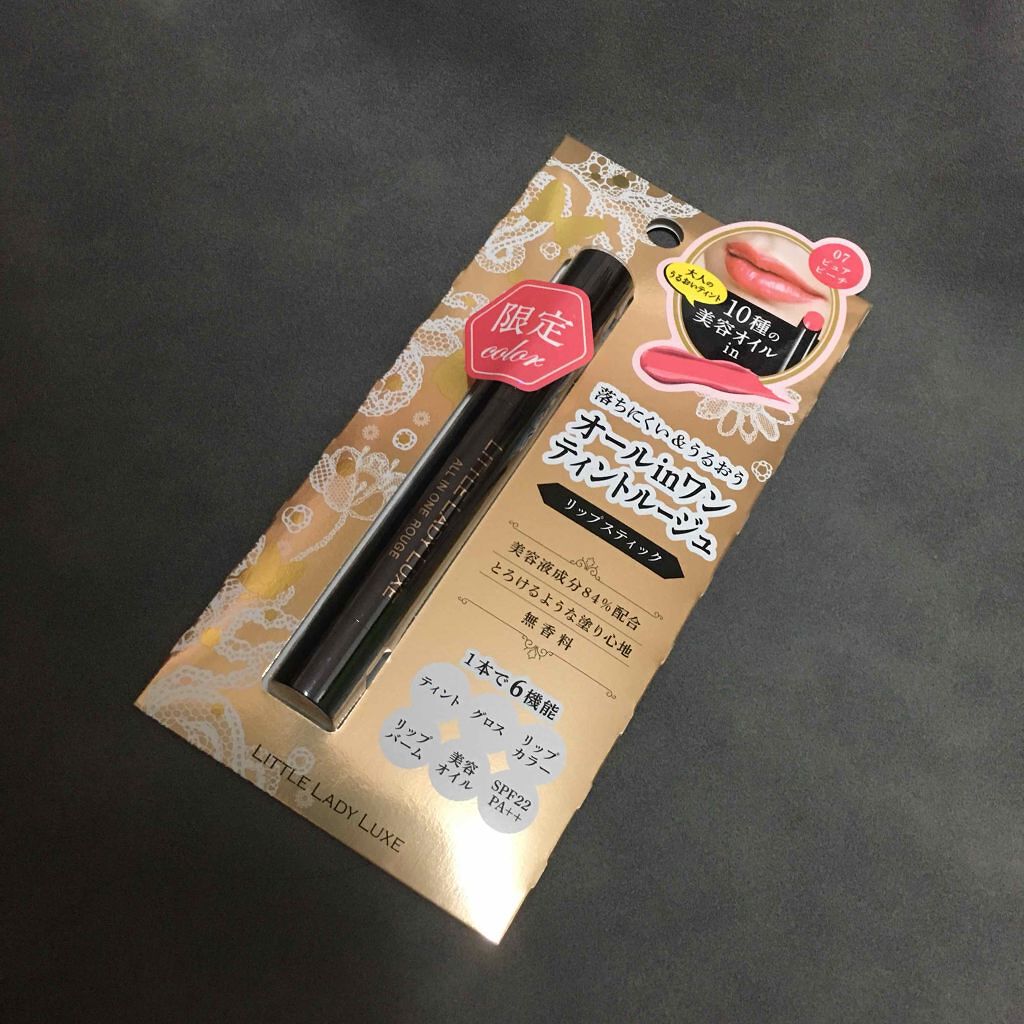 限定
color
LITTLE LADY LUXE
ALL IN ONE ROUGE
07
ピュア
ピーチ
大人の
うるおいティント
10種の
美容オイル
in
落ちにくい&うるおう
オールinワン
ティントルージュ
リップスティック
美容液成分84%配合
とろけるような塗り心地
無香料
1本で6機能
ティント
グロス
リップ
カラー
リップ
バーム
美容
オイル
SPF22
PA++
LITTLE LADY LUXE